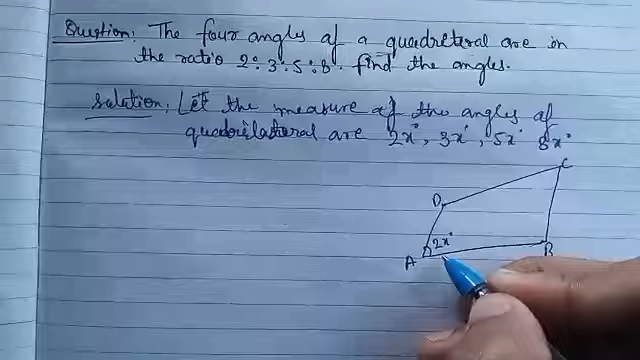 Question: The four angles of a quadreteral are in
the ratio 2:3:5:8. find the angles.
Solution: Let the measure of the angles of
quadrilateral are 2x°, 3x°, 5x° 8x°
C
D
2x°
A
B